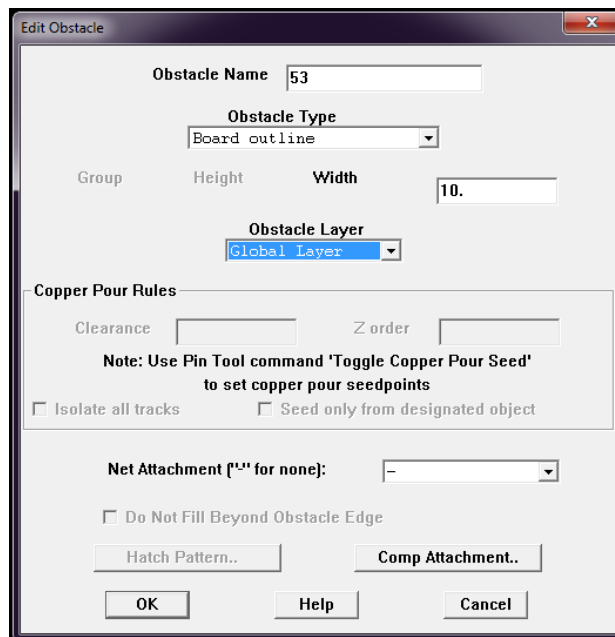 Edit Obstacle
Obstacle Name 53
Obstacle Type
Board outline
Group Height Width 10.
Obstacle Layer
Global Layer
Copper Pour Rules
Clearance Z order
Note: Use Pin Tool command 'Toggle Copper Pour Seed'
to set copper pour seedpoints
Isolate all tracks Seed only from designated object
Net Attachment ("-" for none): -
Do Not Fill Beyond Obstacle Edge
Hatch Pattern.. Comp Attachment..
OK Help Cancel